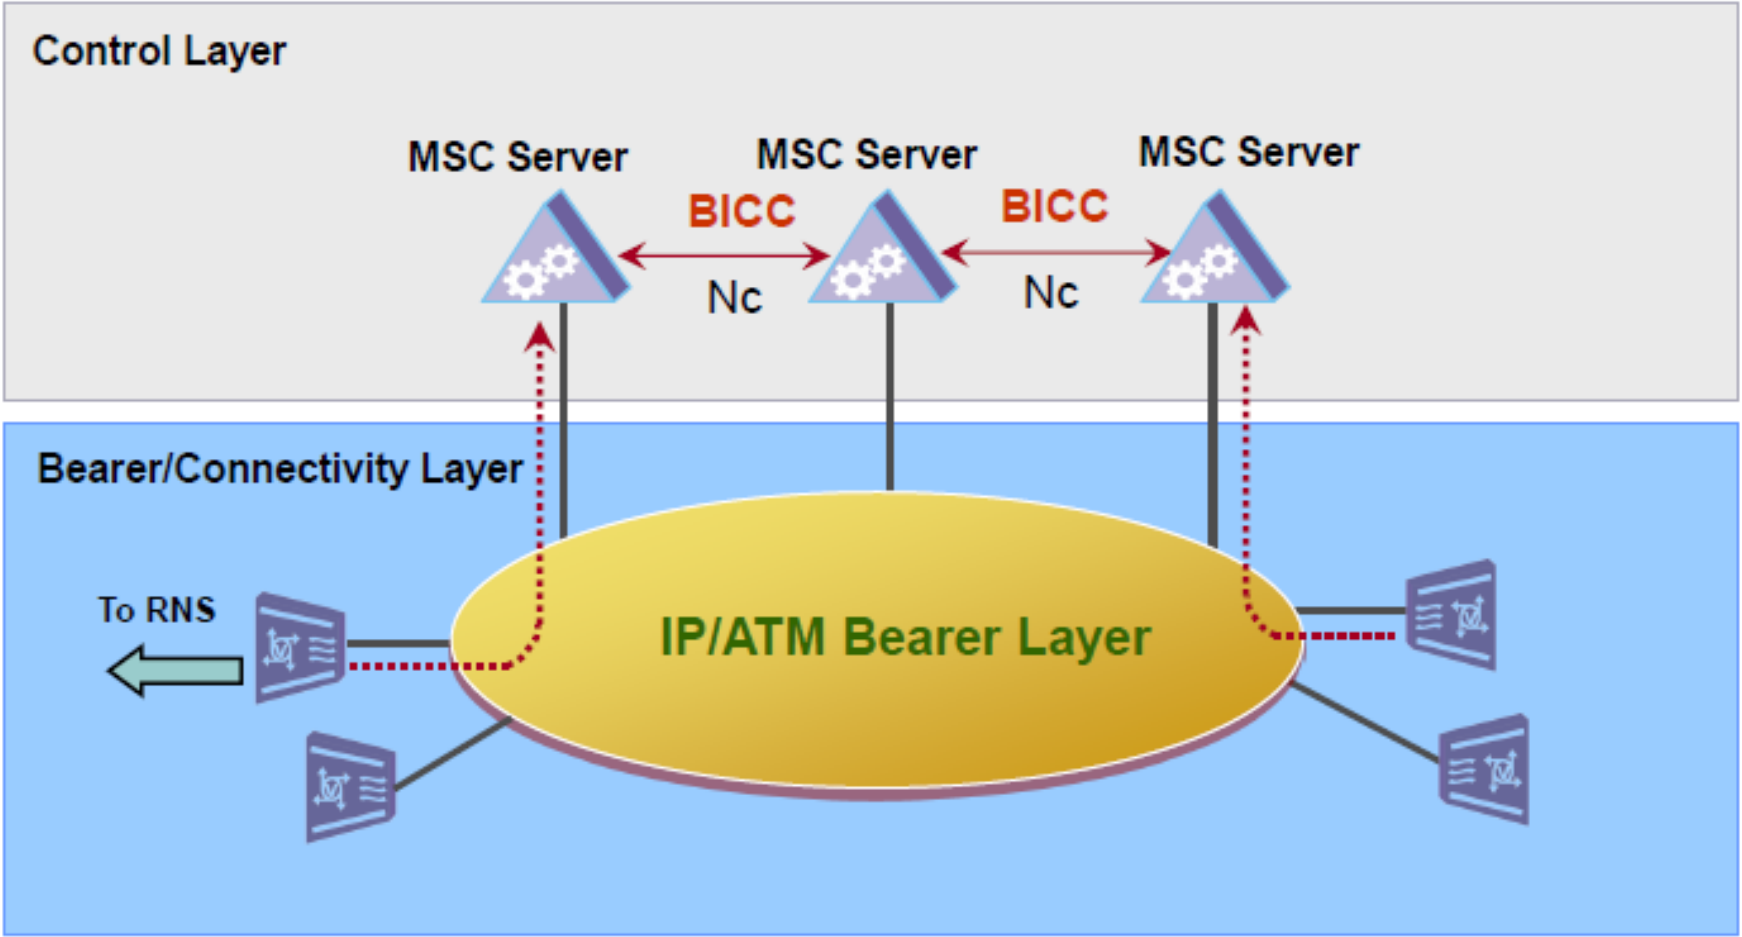 Control Layer
MSC Server
MSC Server
MSC Server
BICC
BICC
Nc
Nc
Bearer/Connectivity Layer
To RNS
IP/ATM Bearer Layer